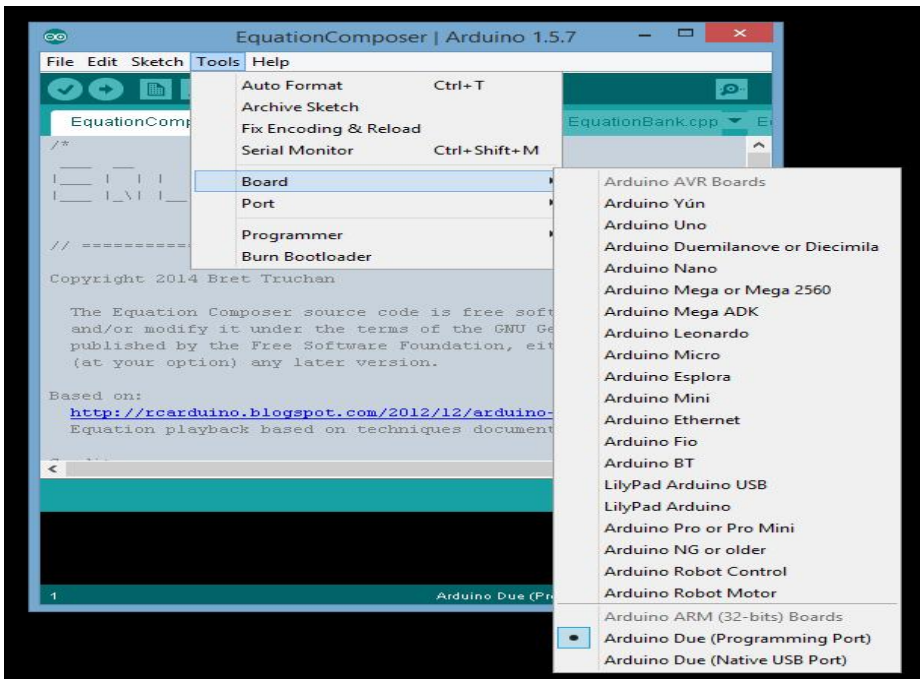 EquationComposer | Arduino 1.5.7
File Edit Sketch Tools Help
Auto Format Ctrl+T
Archive Sketch
Fix Encoding & Reload
Serial Monitor Ctrl+Shift+M
Board
Port
Programmer
Burn Bootloader
EquationComp
EquationBank.cpp
/*
// ===========
Copyright 2014 Bret Truchan
The Equation Composer source code is free soft
and/or modify it under the terms of the GNU Ge
published by the Free Software Foundation, eit
(at your option) any later version.
Based on:
http://rcarduino.blogspot.com/2012/12/arduino-
Equation playback based on techniques document
1
Arduino Due (Pr
Arduino AVR Boards
Arduino Yún
Arduino Uno
Arduino Duemilanove or Diecimila
Arduino Nano
Arduino Mega or Mega 2560
Arduino Mega ADK
Arduino Leonardo
Arduino Micro
Arduino Esplora
Arduino Mini
Arduino Ethernet
Arduino Fio
Arduino BT
LilyPad Arduino USB
LilyPad Arduino
Arduino Pro or Pro Mini
Arduino NG or older
Arduino Robot Control
Arduino Robot Motor
Arduino ARM (32-bits) Boards
Arduino Due (Programming Port)
Arduino Due (Native USB Port)